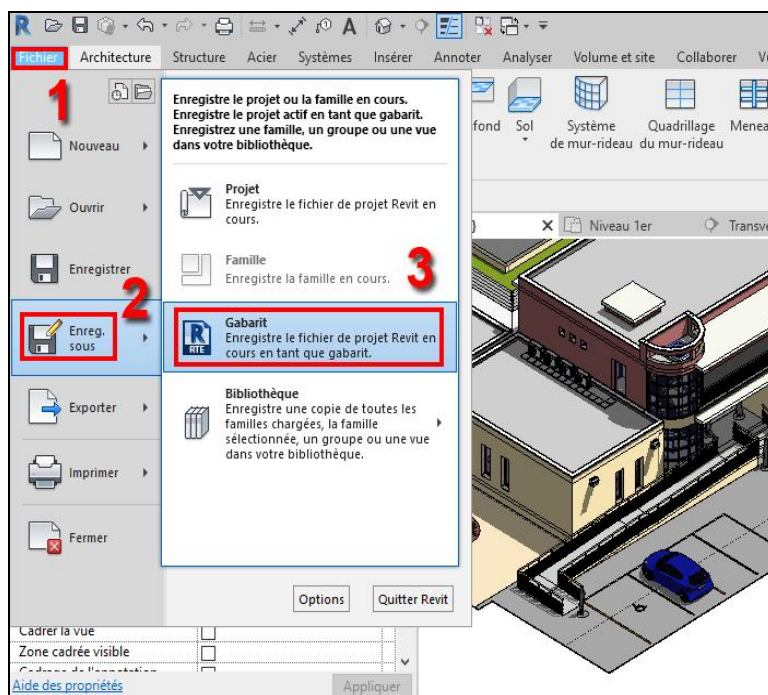 R
A
Fichier
Architecture
Structure
Acier
Systèmes
Insérer
Annoter
Analyser
Volume et site
Collaborer
1
Enregistre le projet ou la famille en cours.
Enregistre le projet actif en tant que gabarit.
Enregistrez une famille, un groupe ou une vue
dans votre bibliothèque.
fond
Sol
Système
de mur-rideau
Quadrillage
du mur-rideau
Nouveau
Projet
Enregistre le fichier de projet Revit en
cours.
Ouvrir
Niveau 1er
Enregistrer
Famille
Enregistre la famille en cours.
3
2
Enreg.
sous
R
RTE
Gabarit
Enregistre le fichier de projet Revit en
cours en tant que gabarit.
Exporter
Bibliothèque
Enregistre une copie de toutes les
familles chargées, la famille
sélectionnée, un groupe ou une vue
dans votre bibliothèque.
Imprimer
Fermer
Options
Quitter Revit
Cadrer la vue
Zone cadrée visible
Aide des propriétés
Appliquer